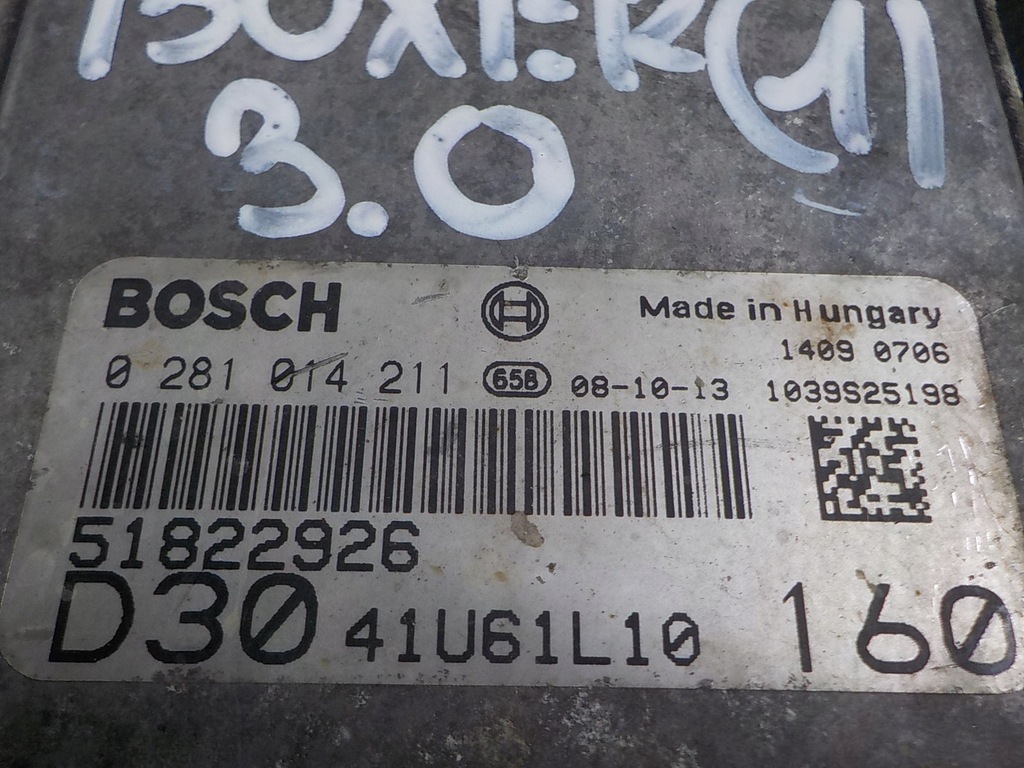 BOXER (1)
3.0
BOSCH
Made in Hungary
1409 0706
0 281 014 211 658 08-10-13 1039S25198
51822926
D30 41U61L10 160